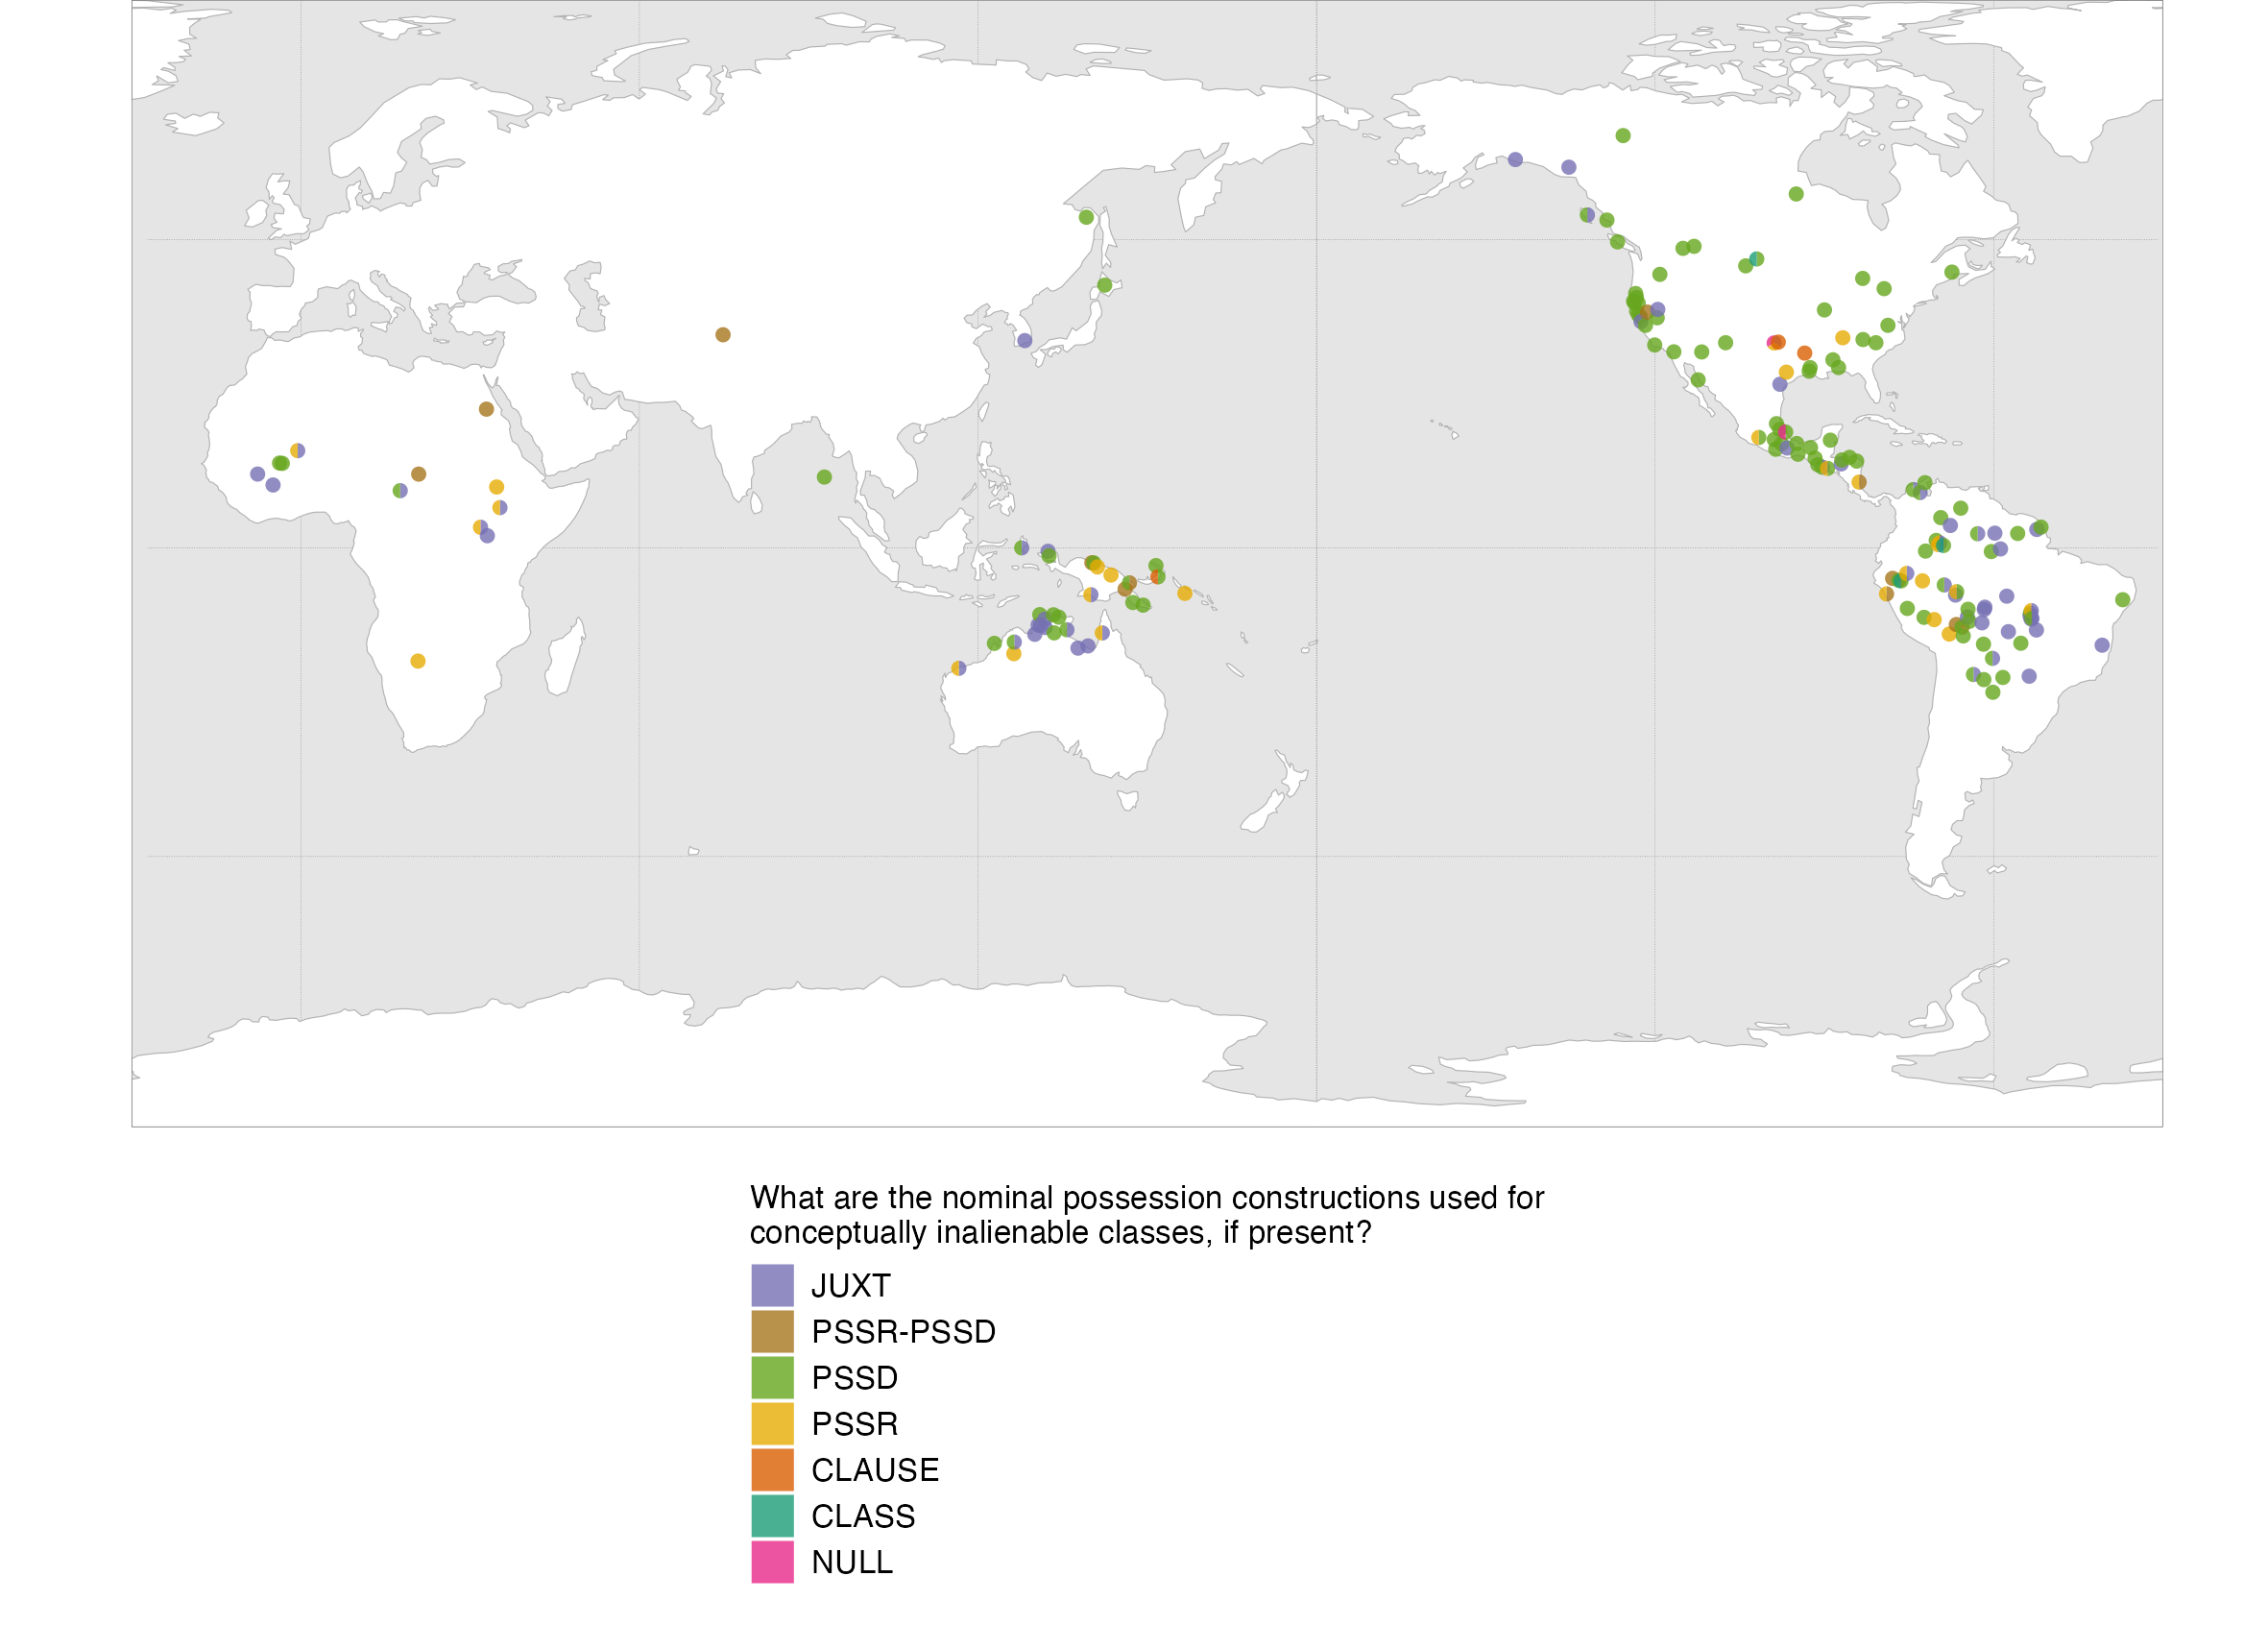 What are the nominal possession constructions used for
conceptually inalienable classes, if present?
JUXT
PSSR-PSSD
PSSD
PSSR
CLAUSE
CLASS
NULL